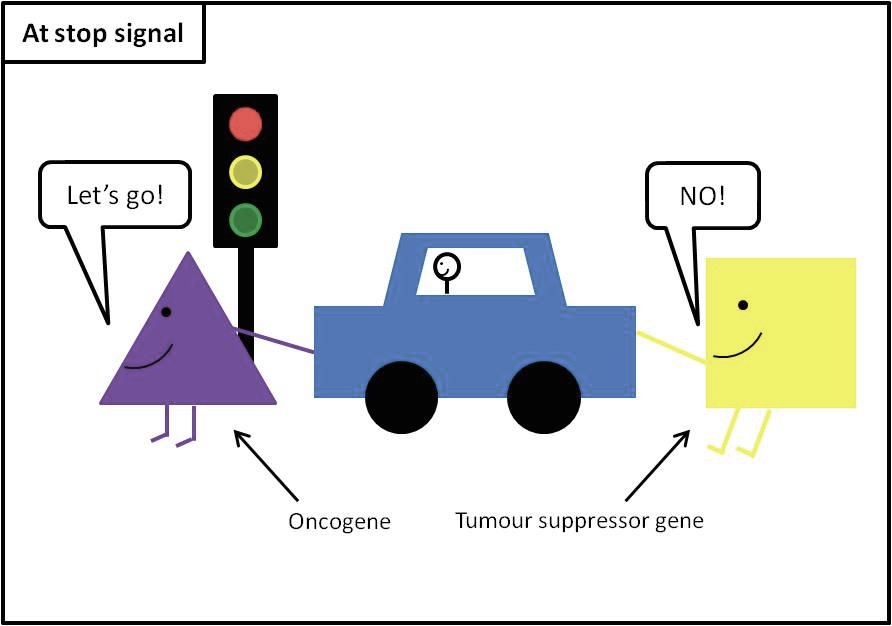 At stop signal
Let's go!
NO!
Oncogene
Tumour suppressor gene